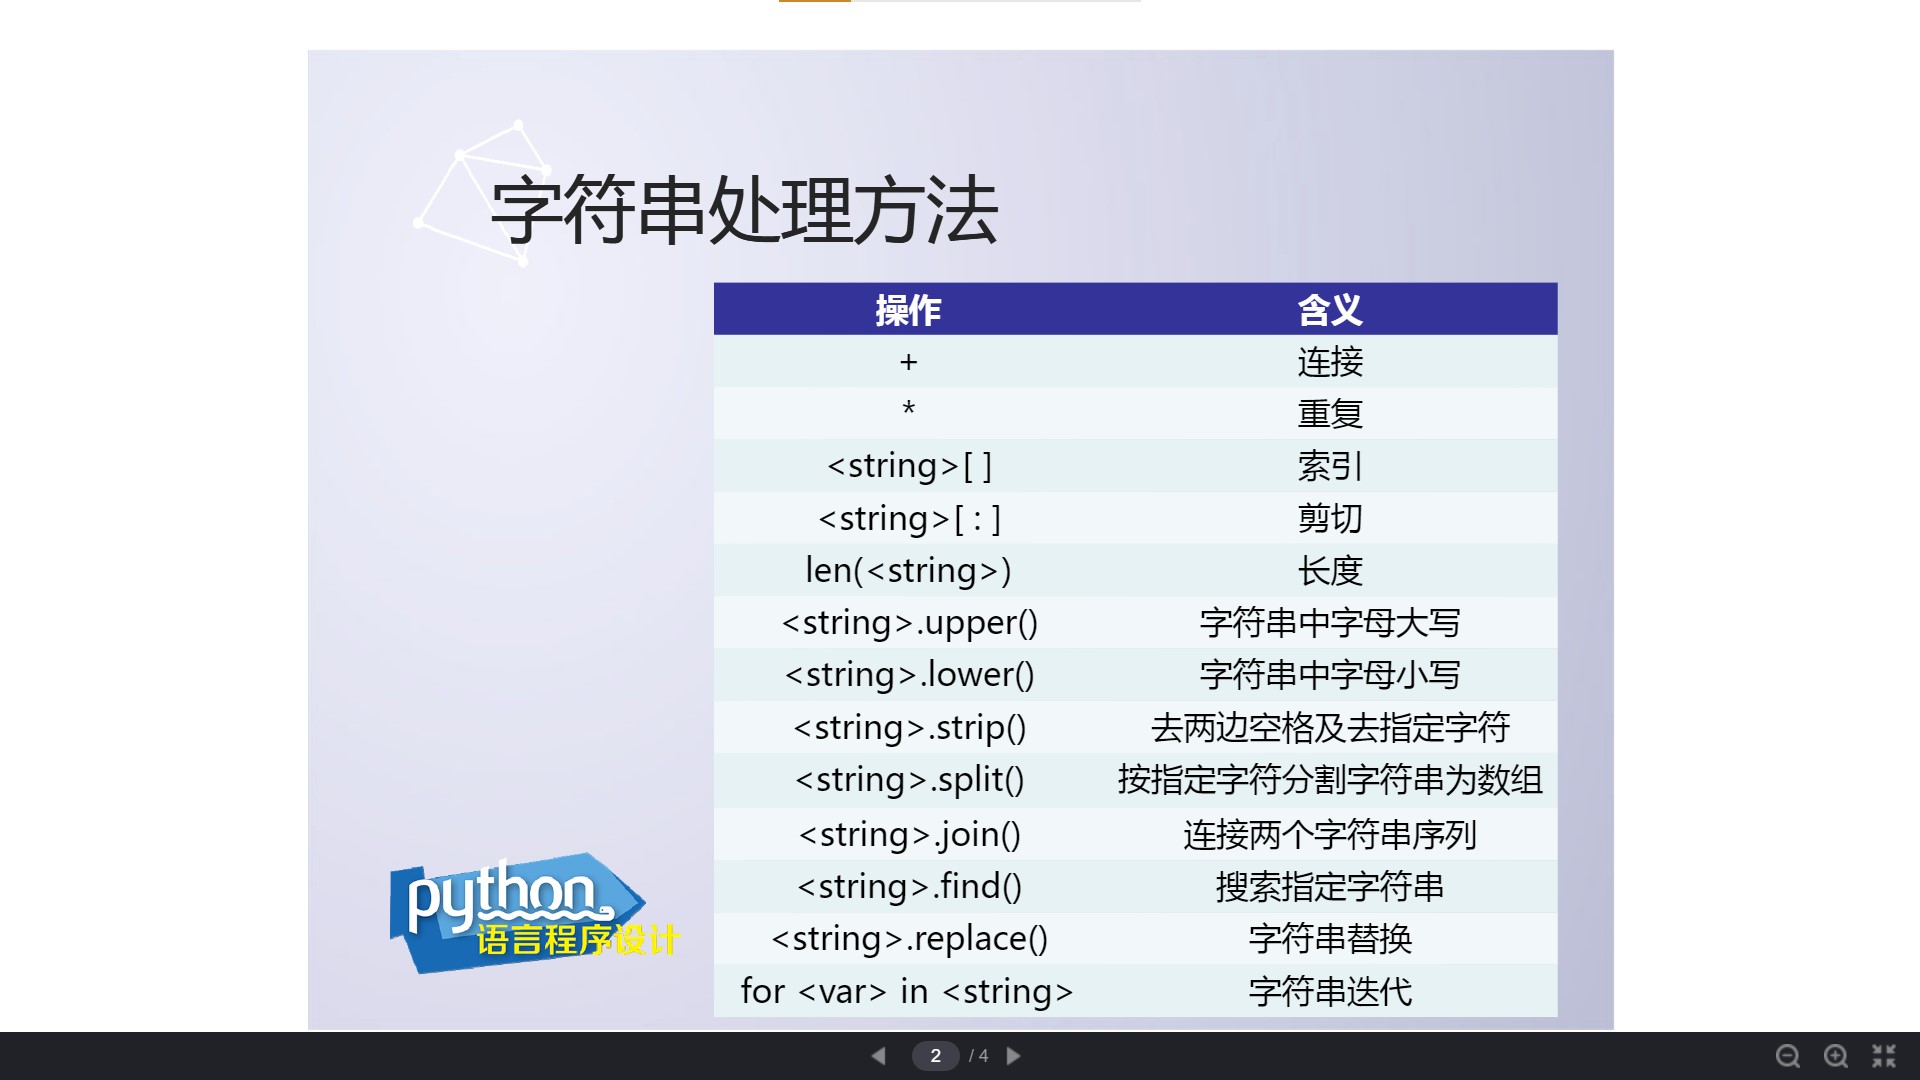 字符串处理方法
操作 含义
+ 连接
* 重复
<string>[ ] 索引
<string>[ : ] 剪切
len(<string>) 长度
<string>.upper() 字符串中字母大写
<string>.lower() 字符串中字母小写
<string>.strip() 去两边空格及去指定字符
<string>.split() 按指定字符分割字符串为数组
<string>.join() 连接两个字符串序列
<string>.find() 搜索指定字符串
<string>.replace() 字符串替换
for <var> in <string> 字符串迭代
python
语言程序设计
2 / 4